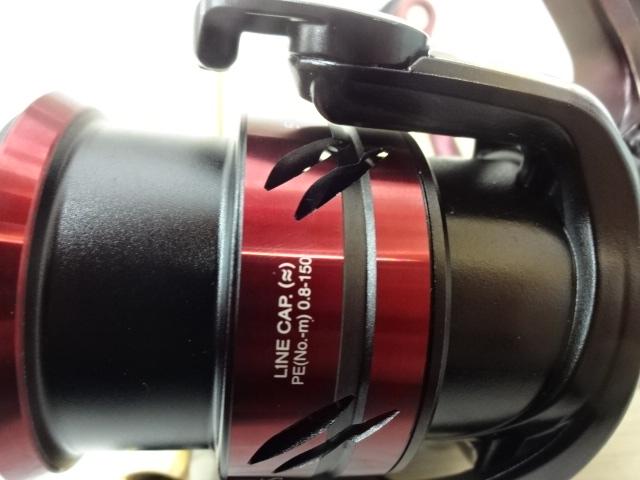 LINE CAP. (≈)
PE(No.-m) 0.8-150